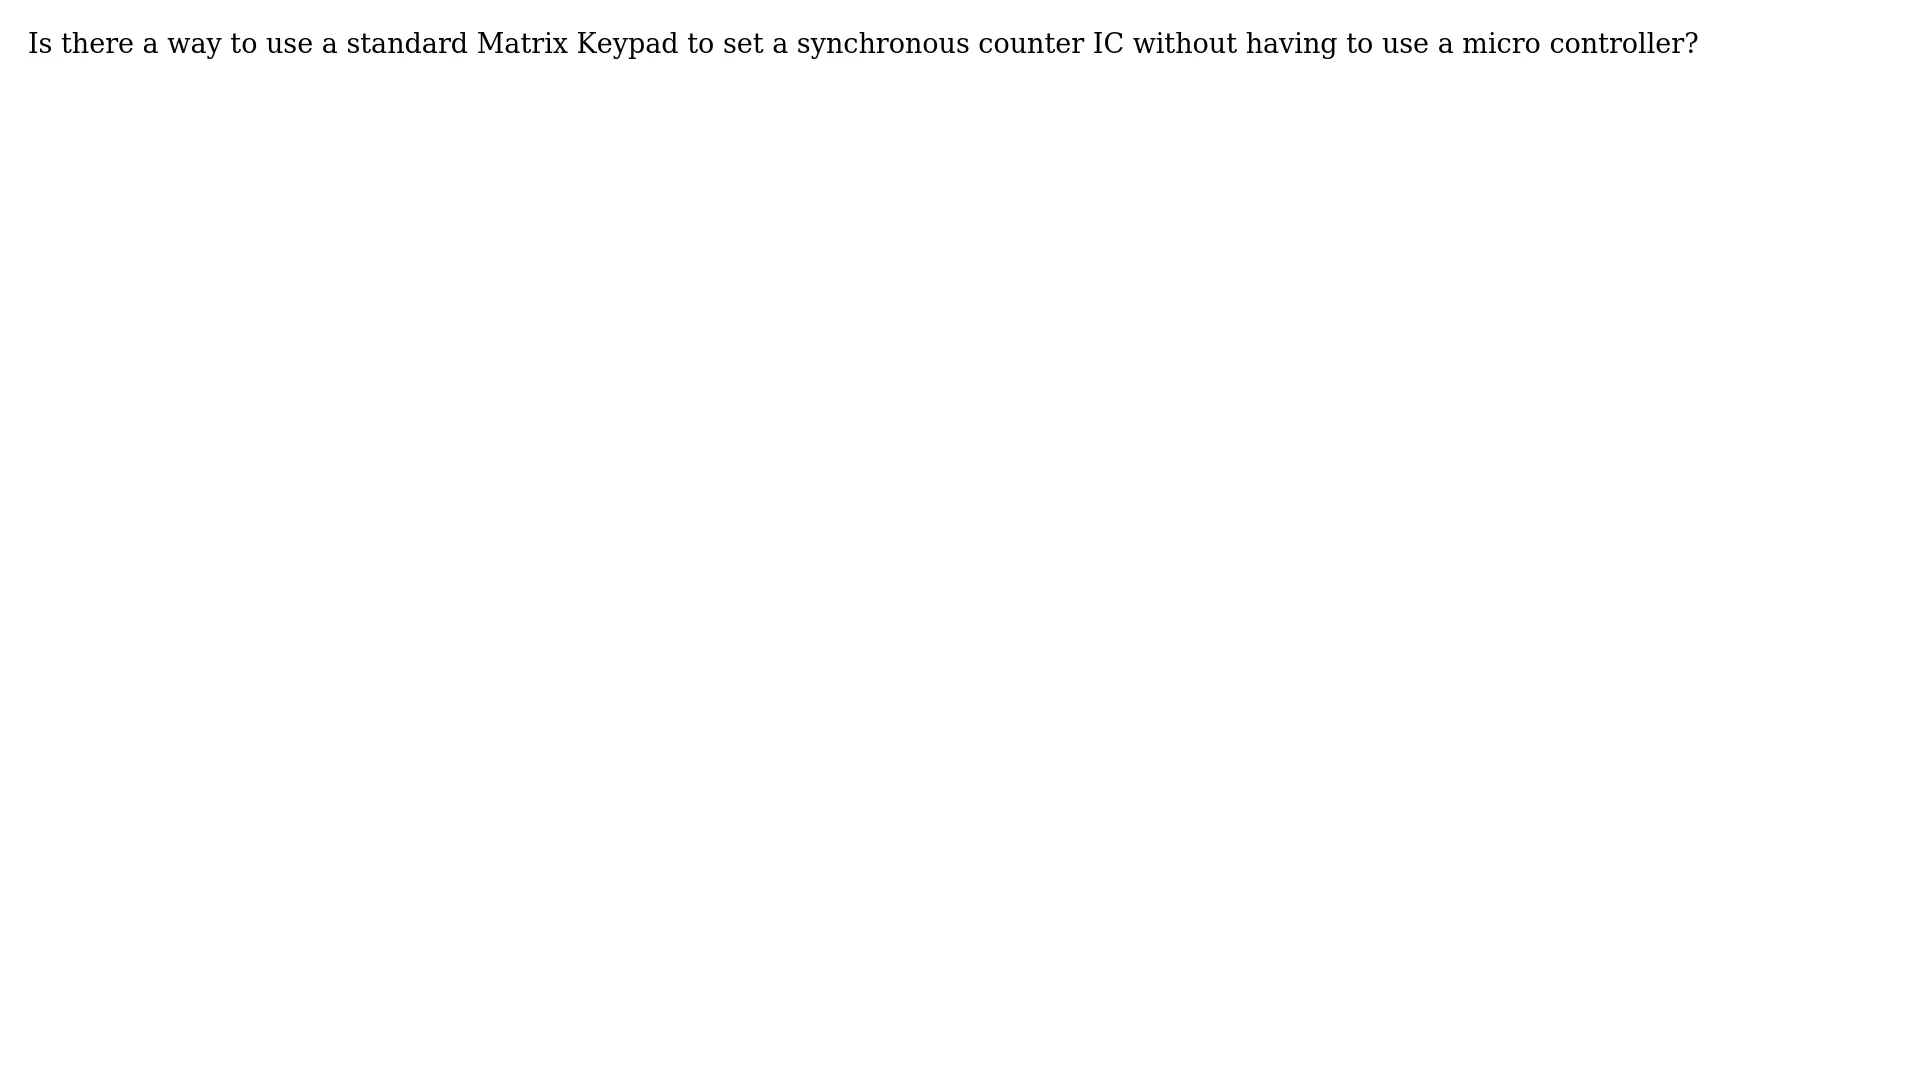 Is there a way to use a standard Matrix Keypad to set a synchronous counter IC without having to use a micro controller?